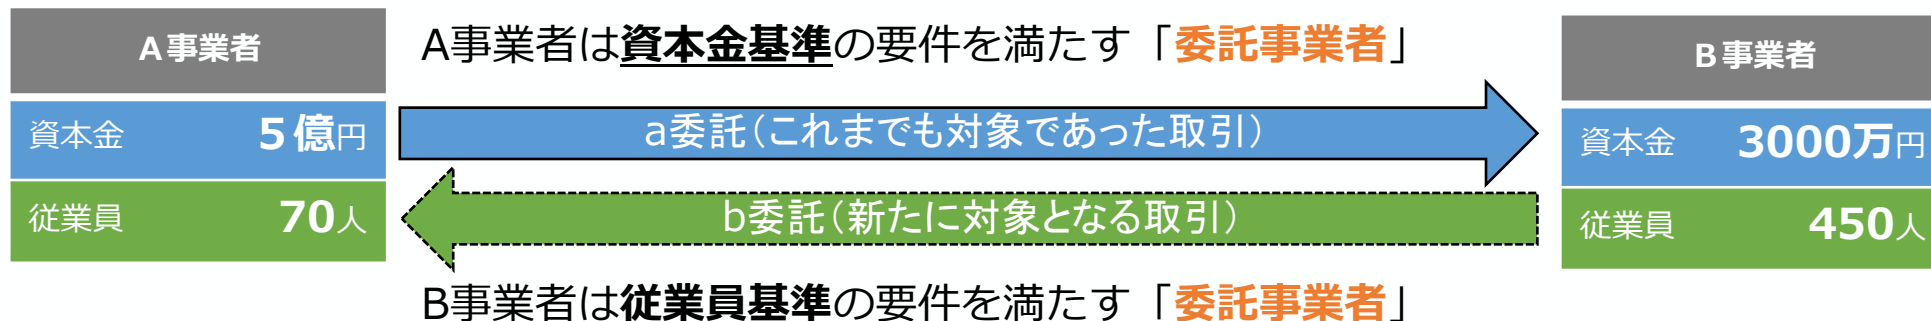 A事業者
資本金 5億円
従業員 70人
A事業者は資本金基準の要件を満たす「委託事業者」
a委託(これまでも対象であった取引)
b委託(新たに対象となる取引)
B事業者は従業員基準の要件を満たす「委託事業者」
B事業者
資本金 3000万円
従業員 450人